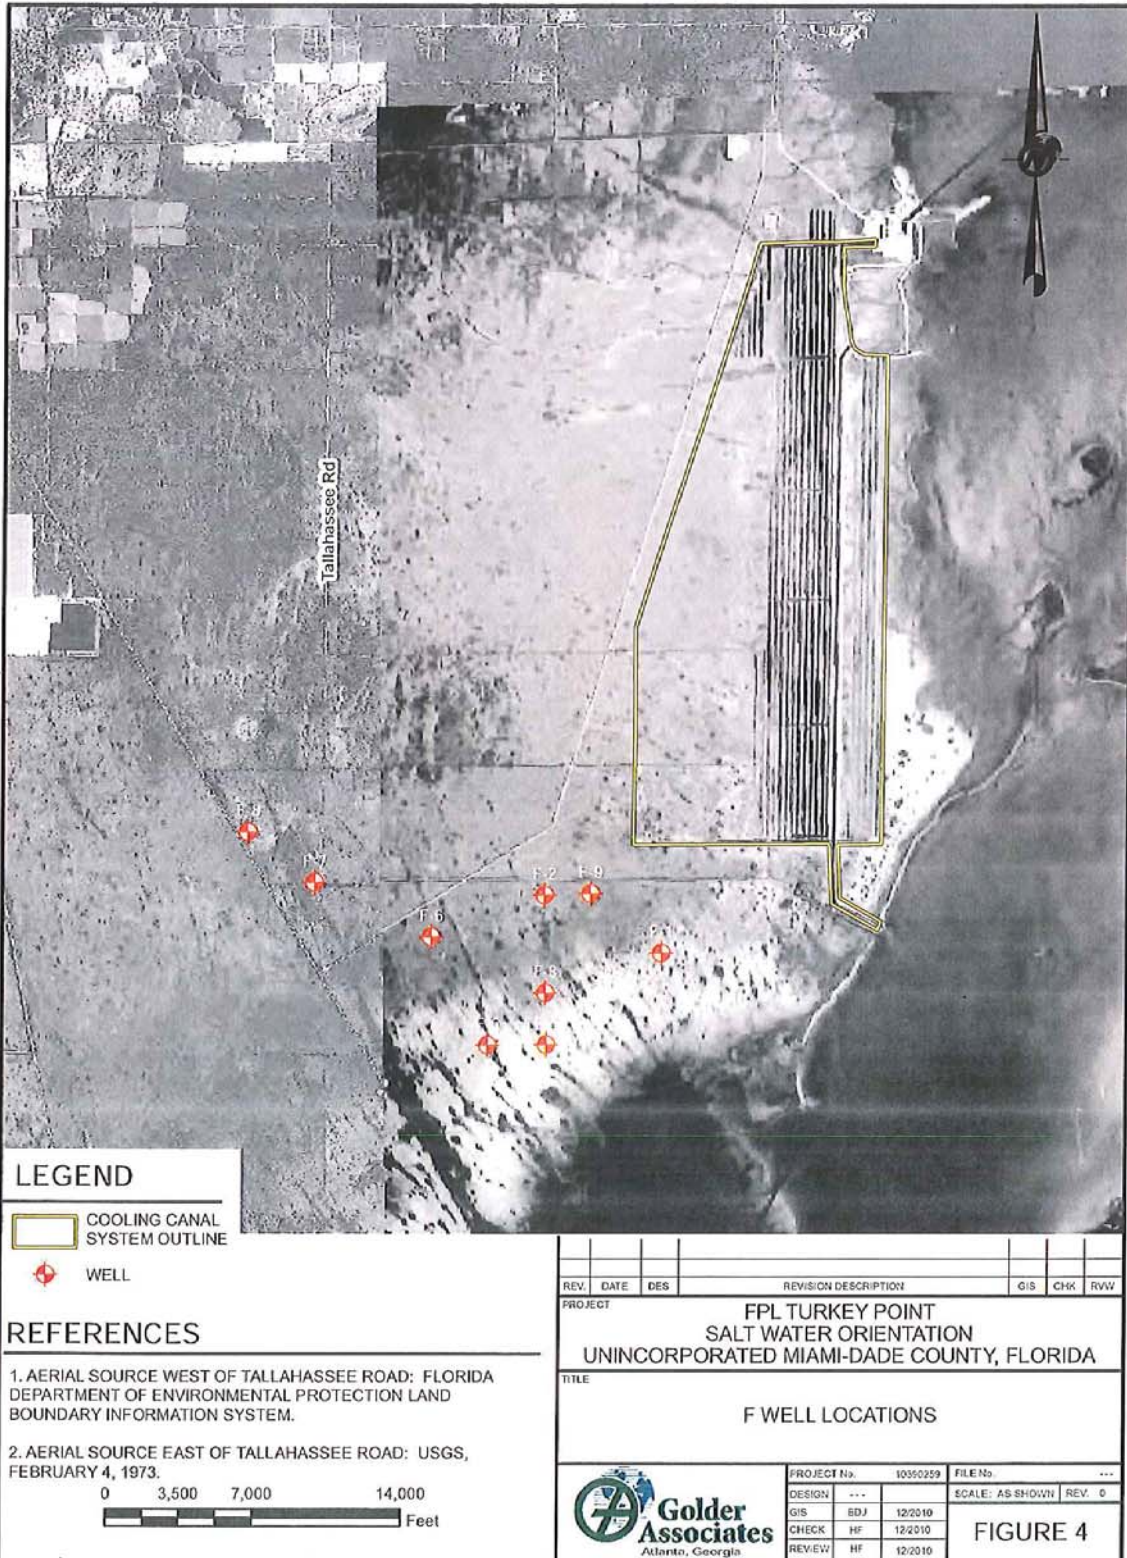 N
Tallahassee Rd
F-7
F-2
F-9
F-6
F-8
LEGEND
COOLING CANAL
SYSTEM OUTLINE
WELL
REFERENCES
1. AERIAL SOURCE WEST OF TALLAHASSEE ROAD: FLORIDA
DEPARTMENT OF ENVIRONMENTAL PROTECTION LAND
BOUNDARY INFORMATION SYSTEM.
2. AERIAL SOURCE EAST OF TALLAHASSEE ROAD: USGS,
FEBRUARY 4, 1973.
0 3,500 7,000 14,000
Feet
REV. DATE DES REVISION DESCRIPTION GIS CHK RVW
PROJECT
FPL TURKEY POINT
SALT WATER ORIENTATION
UNINCORPORATED MIAMI-DADE COUNTY, FLORIDA
TITLE
F WELL LOCATIONS
Golder
Associates
Atlanta, Georgia
PROJECT No. 10390259 FILE No. ---
DESIGN --- SCALE: AS SHOWN REV. 0
GIS BDJ 12/2010
CHECK HF 12/2010
REVIEW HF 12/2010
FIGURE 4